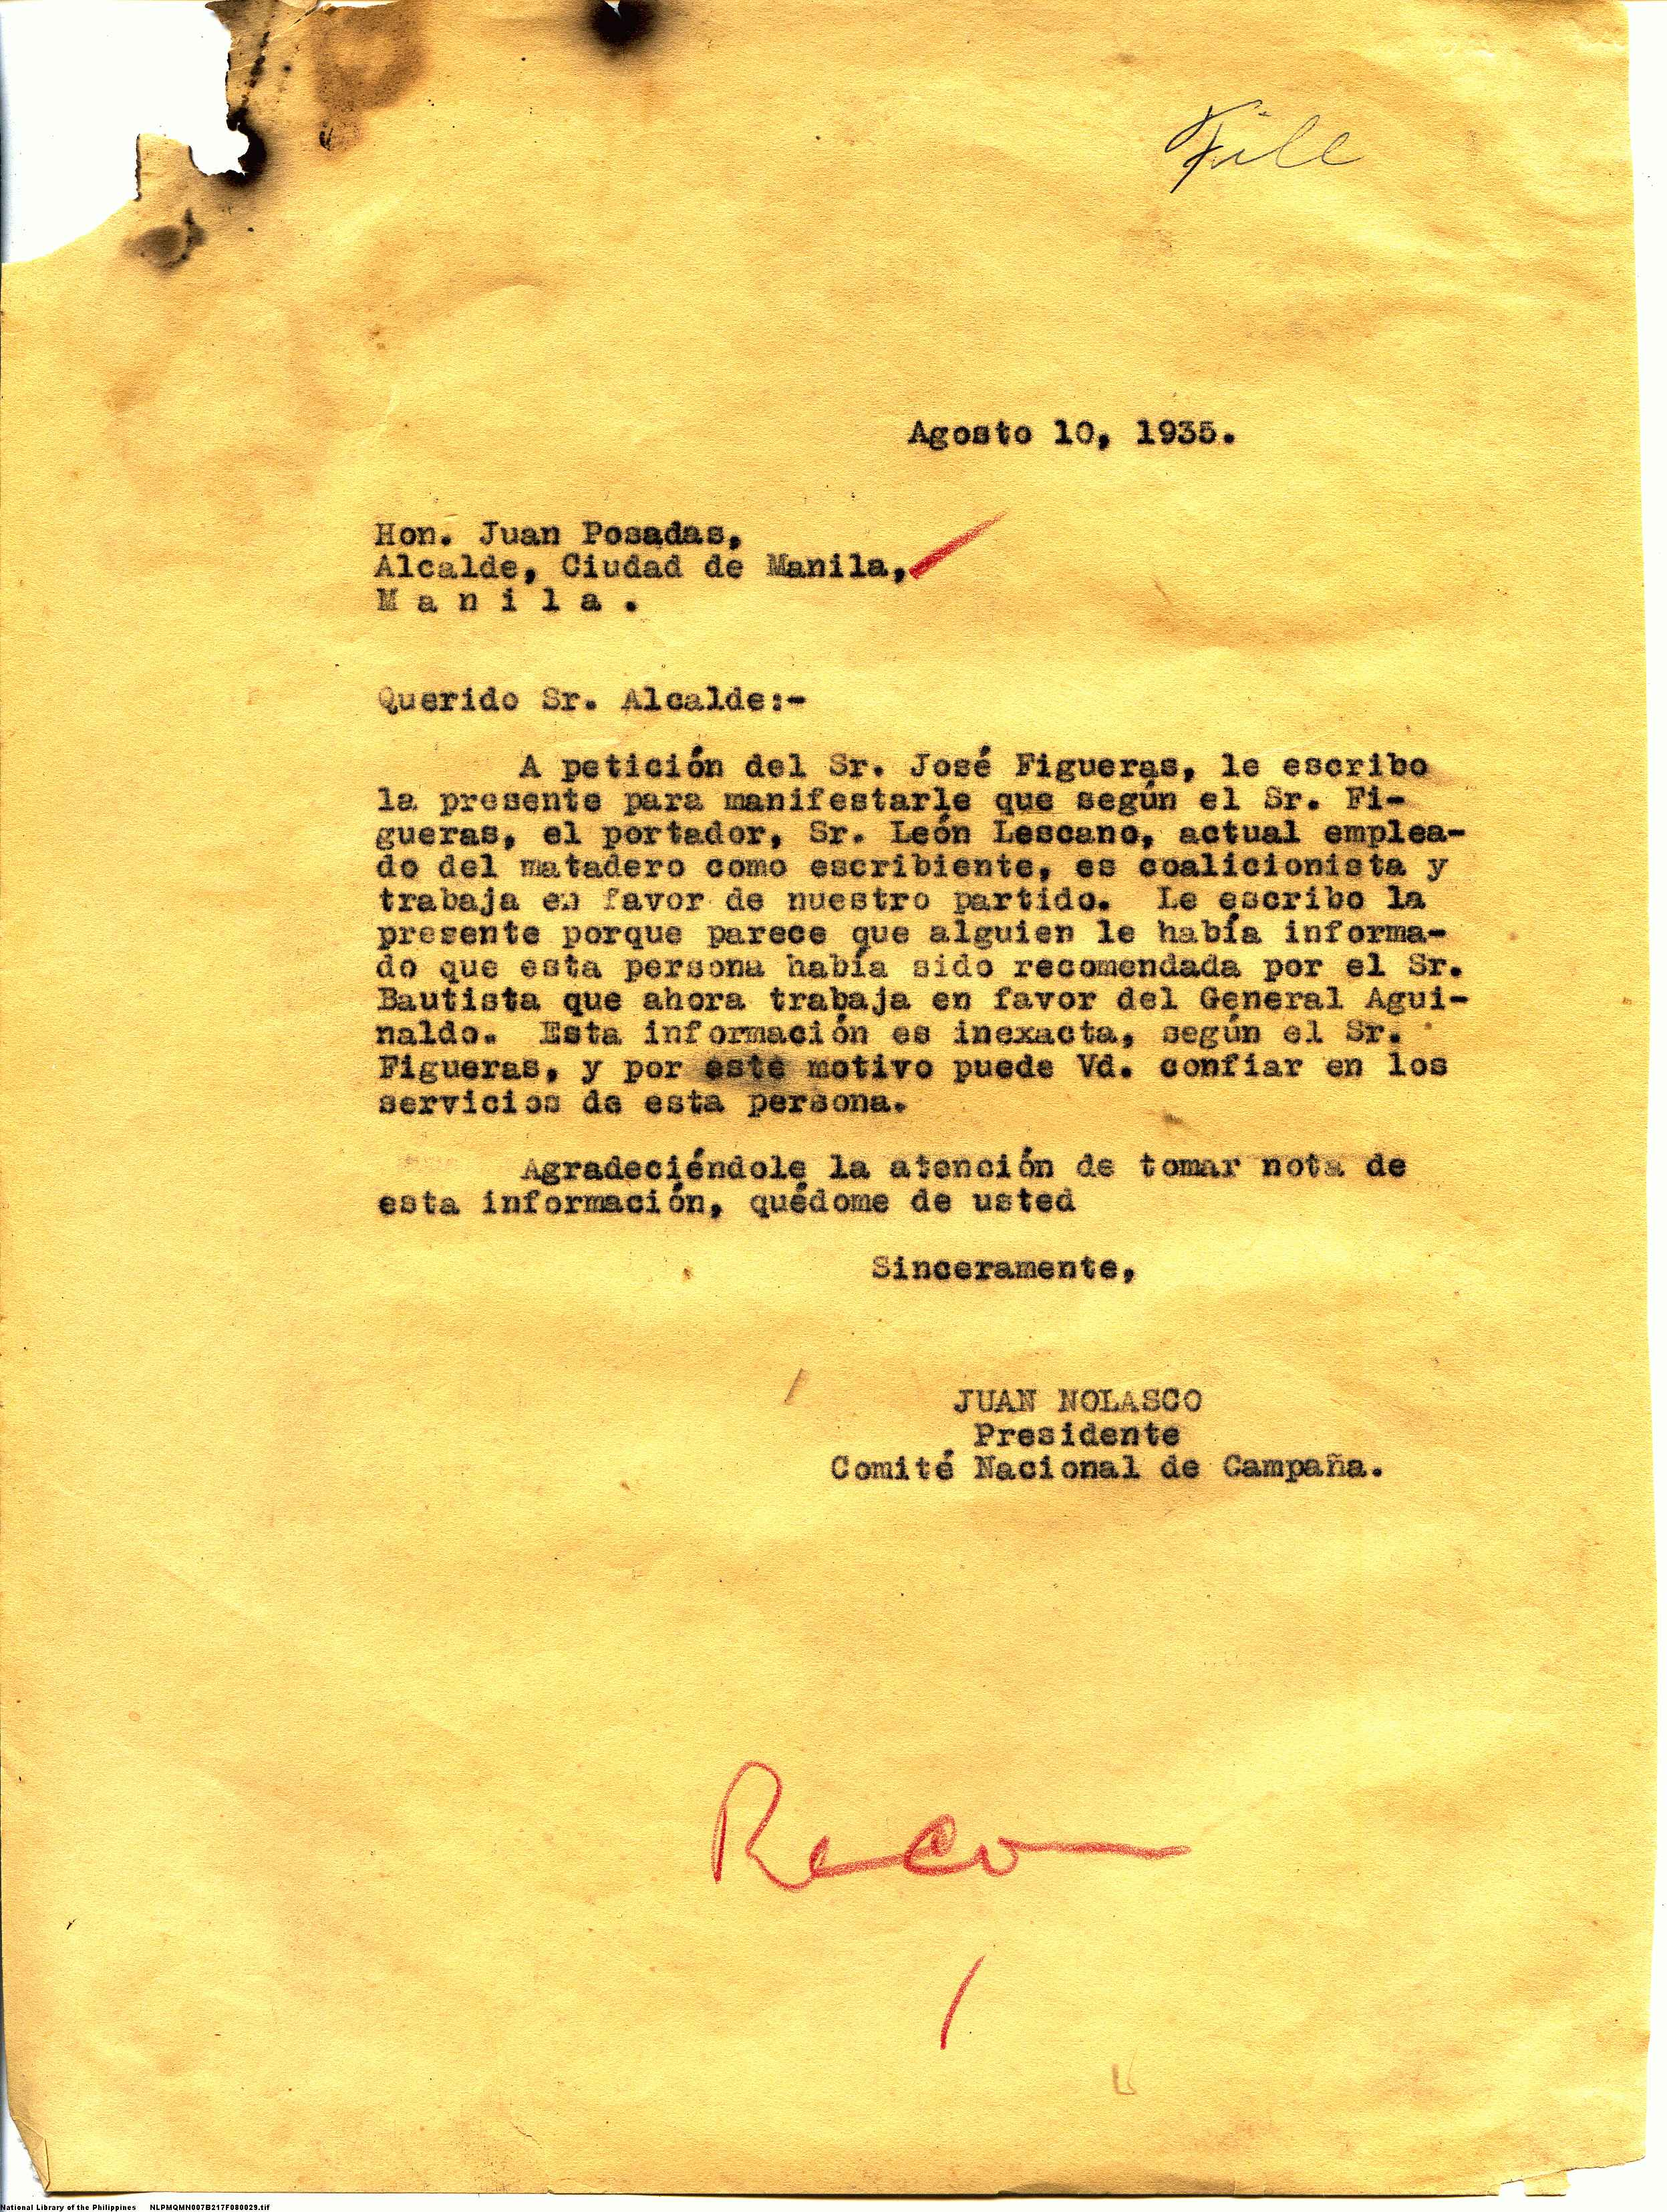 File
Agosto 10, 1935.
Hon. Juan Posadas,
Alcalde, Ciudad de Manila,
M a n i l a .
Querido Sr. Alcalde:-
A petición del Sr. José Figueras, le escribo
la presente para manifestarle que según el Sr. Fi-
gueras, el portador, Sr. León Lescano, actual emplea-
do del matadero como escribiente, es coalicionista y
trabaja en favor de nuestro partido. Le escribo la
presente porque parece que alguien le había informa-
do que esta persona había sido recomendada por el Sr.
Bautista que ahora trabaja en favor del General Agui-
naldo. Esta información es inexacta, según el Sr.
Figueras, y por este motivo puede Vd. confiar en los
servicios de esta persona.
Agradeciéndole la atención de tomar nota de
esta información, quédome de usted
Sinceramente,
JUAN NOLASCO
Presidente
Comité Nacional de Campaña.
Reco
National Library of the Philippines NLPMQMN007B217F080029.tif